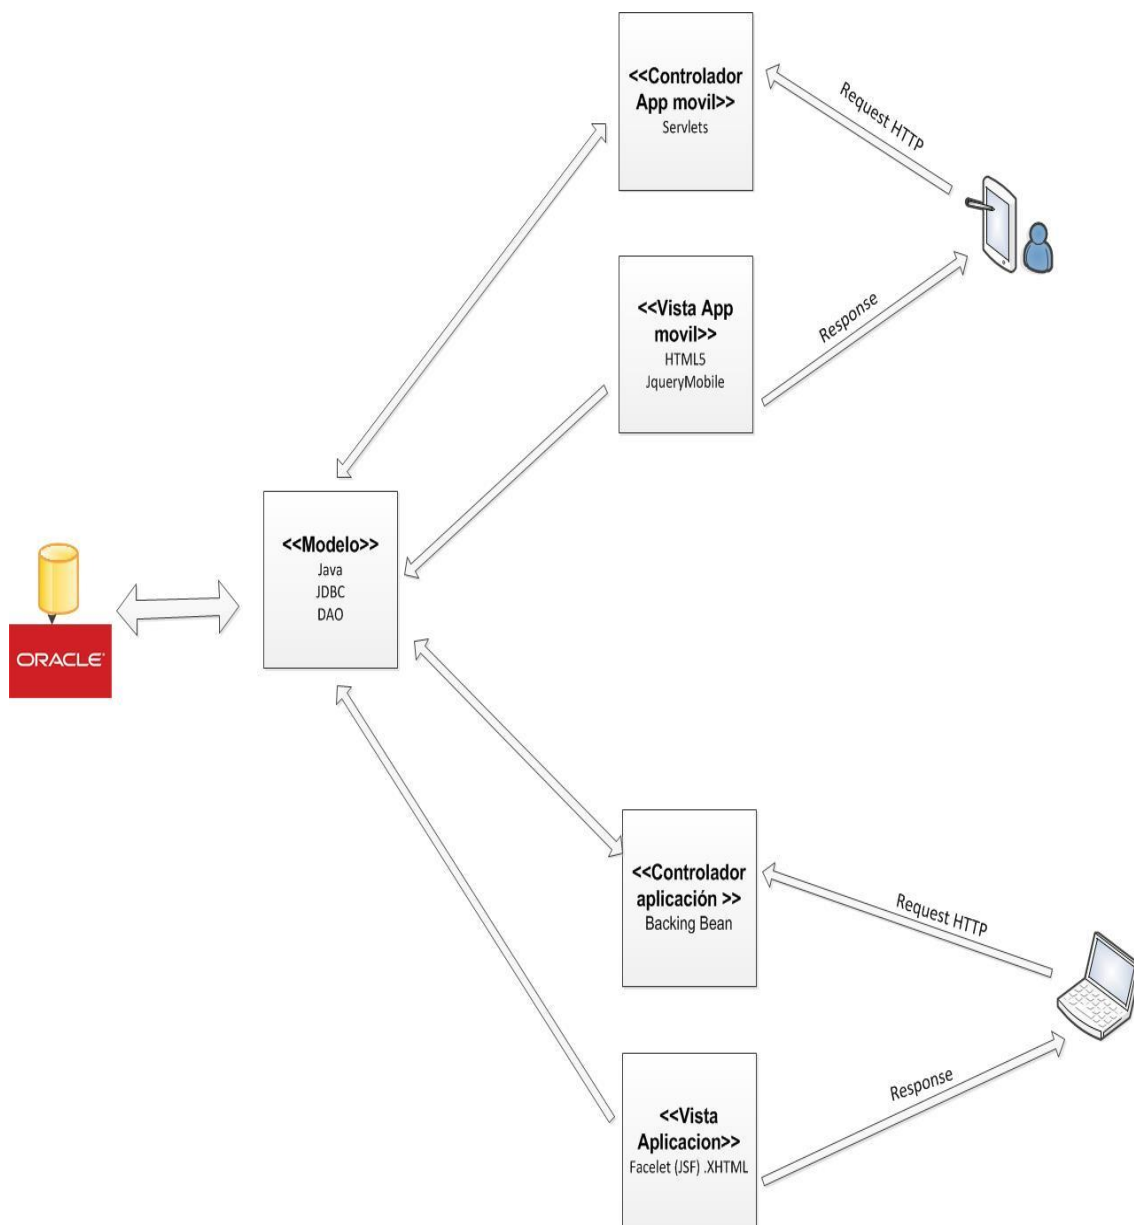 <<Controlador
App movil>>
Servlets
Request HTTP
<<Vista App
movil>>
HTML5
JqueryMobile
Response
<<Modelo>>
Java
JDBC
DAO
ORACLE
<<Controlador
aplicación >>
Backing Bean
Request HTTP
<<Vista
Aplicacion>>
Facelet (JSF) .XHTML
Response